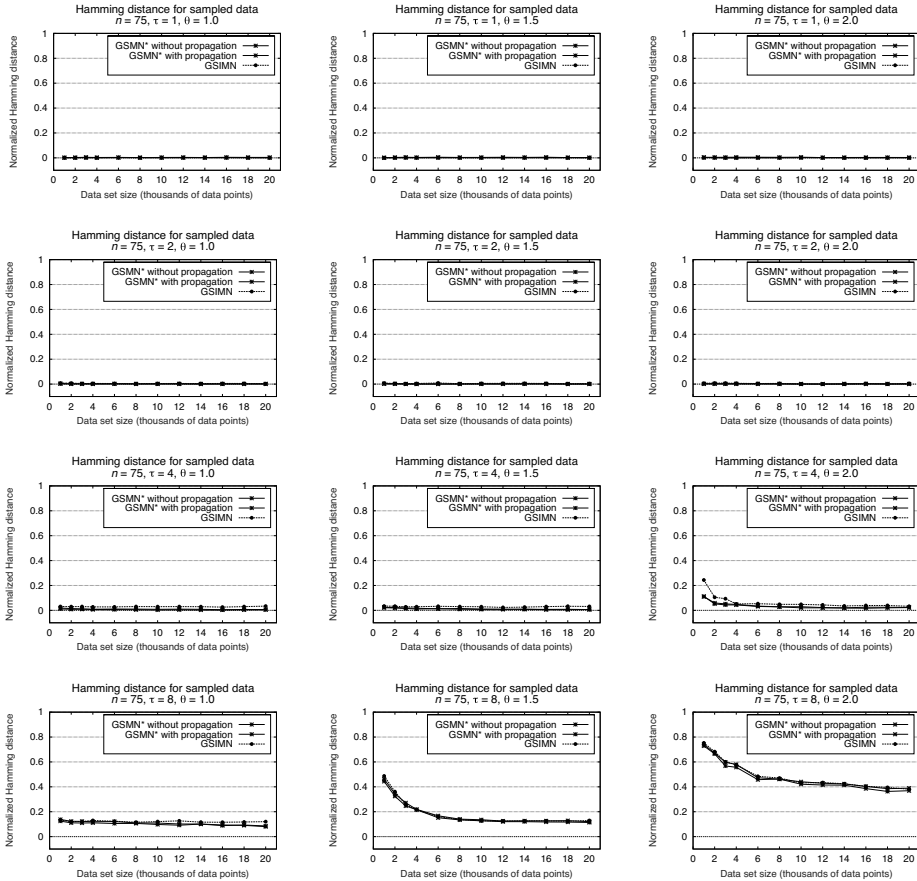 Hamming distance for sampled data
n = 75, τ = 1, θ = 1.0
Normalized Hamming distance
1
0.8
0.6
0.4
0.2
0
GSMN* without propagation
GSMN* with propagation
GSIMN
0 2 4 6 8 10 12 14 16 18 20
Data set size (thousands of data points)
Hamming distance for sampled data
n = 75, τ = 1, θ = 1.5
Normalized Hamming distance
1
0.8
0.6
0.4
0.2
0
GSMN* without propagation
GSMN* with propagation
GSIMN
0 2 4 6 8 10 12 14 16 18 20
Data set size (thousands of data points)
Hamming distance for sampled data
n = 75, τ = 1, θ = 2.0
Normalized Hamming distance
1
0.8
0.6
0.4
0.2
0
GSMN* without propagation
GSMN* with propagation
GSIMN
0 2 4 6 8 10 12 14 16 18 20
Data set size (thousands of data points)
Hamming distance for sampled data
n = 75, τ = 2, θ = 1.0
Normalized Hamming distance
1
0.8
0.6
0.4
0.2
0
GSMN* without propagation
GSMN* with propagation
GSIMN
0 2 4 6 8 10 12 14 16 18 20
Data set size (thousands of data points)
Hamming distance for sampled data
n = 75, τ = 2, θ = 1.5
Normalized Hamming distance
1
0.8
0.6
0.4
0.2
0
GSMN* without propagation
GSMN* with propagation
GSIMN
0 2 4 6 8 10 12 14 16 18 20
Data set size (thousands of data points)
Hamming distance for sampled data
n = 75, τ = 2, θ = 2.0
Normalized Hamming distance
1
0.8
0.6
0.4
0.2
0
GSMN* without propagation
GSMN* with propagation
GSIMN
0 2 4 6 8 10 12 14 16 18 20
Data set size (thousands of data points)
Hamming distance for sampled data
n = 75, τ = 4, θ = 1.0
Normalized Hamming distance
1
0.8
0.6
0.4
0.2
0
GSMN* without propagation
GSMN* with propagation
GSIMN
0 2 4 6 8 10 12 14 16 18 20
Data set size (thousands of data points)
Hamming distance for sampled data
n = 75, τ = 4, θ = 1.5
Normalized Hamming distance
1
0.8
0.6
0.4
0.2
0
GSMN* without propagation
GSMN* with propagation
GSIMN
0 2 4 6 8 10 12 14 16 18 20
Data set size (thousands of data points)
Hamming distance for sampled data
n = 75, τ = 4, θ = 2.0
Normalized Hamming distance
1
0.8
0.6
0.4
0.2
0
GSMN* without propagation
GSMN* with propagation
GSIMN
0 2 4 6 8 10 12 14 16 18 20
Data set size (thousands of data points)
Hamming distance for sampled data
n = 75, τ = 8, θ = 1.0
Normalized Hamming distance
1
0.8
0.6
0.4
0.2
0
GSMN* without propagation
GSMN* with propagation
GSIMN
0 2 4 6 8 10 12 14 16 18 20
Data set size (thousands of data points)
Hamming distance for sampled data
n = 75, τ = 8, θ = 1.5
Normalized Hamming distance
1
0.8
0.6
0.4
0.2
0
GSMN* without propagation
GSMN* with propagation
GSIMN
0 2 4 6 8 10 12 14 16 18 20
Data set size (thousands of data points)
Hamming distance for sampled data
n = 75, τ = 8, θ = 2.0
Normalized Hamming distance
1
0.8
0.6
0.4
0.2
0
GSMN* without propagation
GSMN* with propagation
GSIMN
0 2 4 6 8 10 12 14 16 18 20
Data set size (thousands of data points)